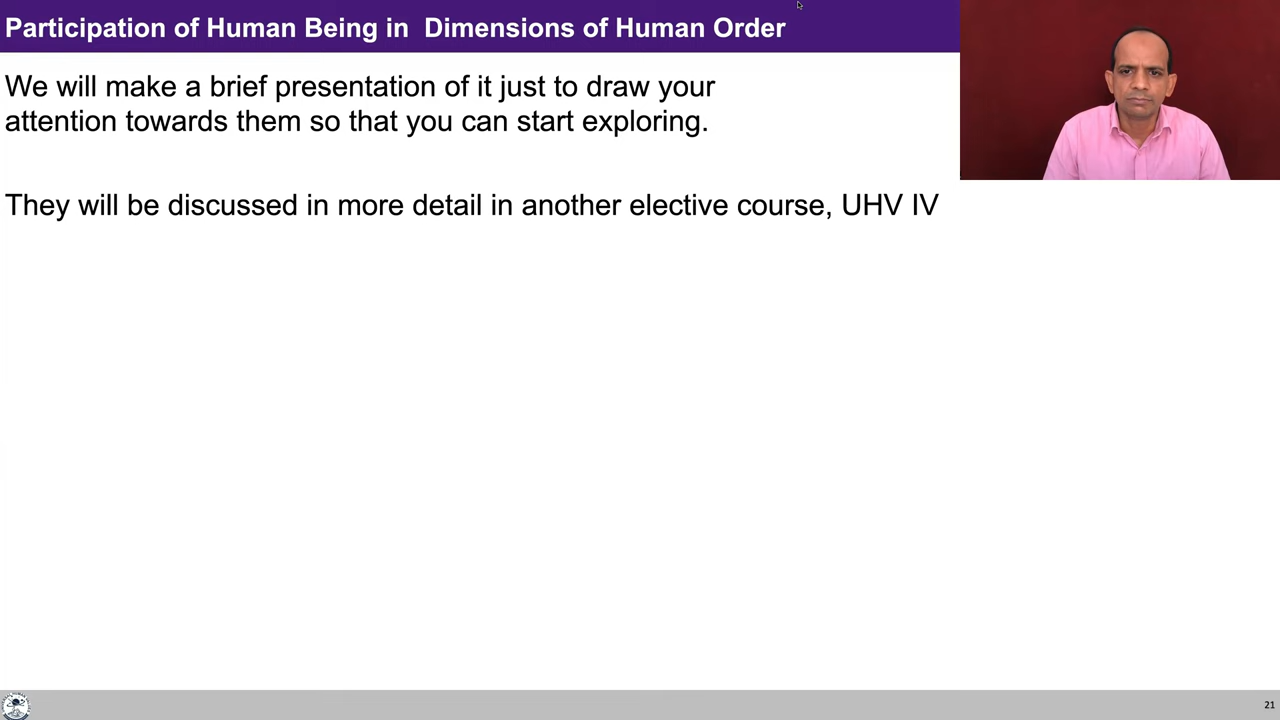 Participation of Human Being in  Dimensions of Human Order
We will make a brief presentation of it just to draw your
attention towards them so that you can start exploring.
They will be discussed in more detail in another elective course, UHV IV
21